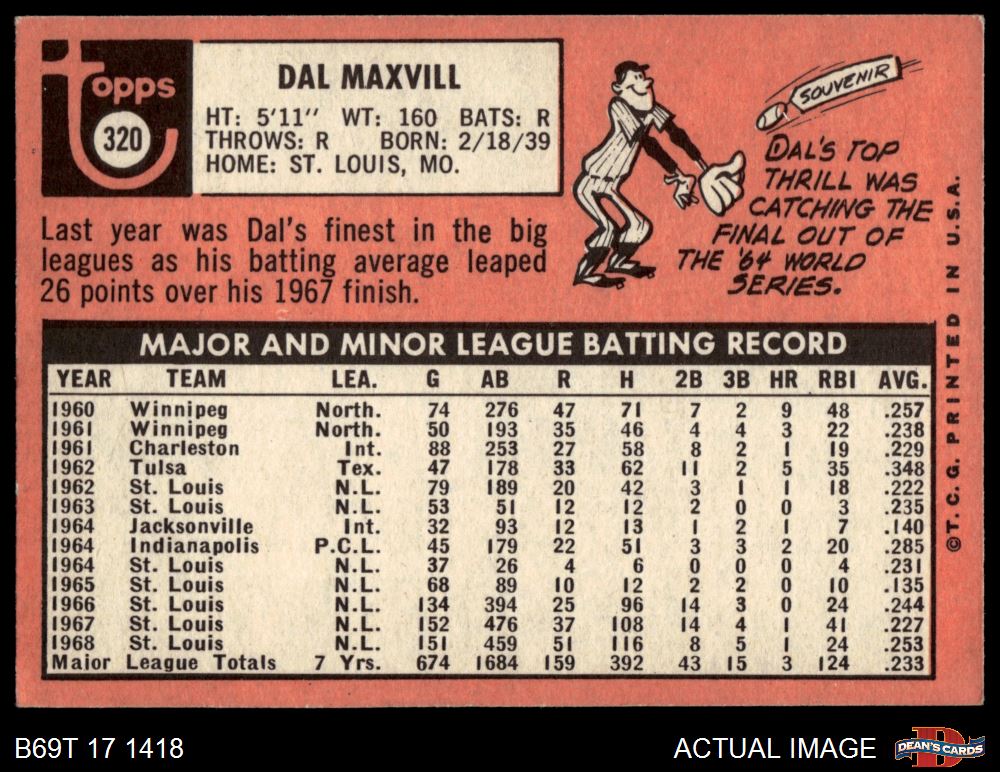 Topps
320
DAL MAXVILL
HT: 5'11" WT: 160 BATS: R
THROWS: R BORN: 2/18/39
HOME: ST. LOUIS, MO.
SOUVENIR
DAL'S TOP
THRILL WAS
CATCHING THE
FINAL OUT OF
THE '64 WORLD
SERIES.
Last year was Dal's finest in the big
leagues as his batting average leaped
26 points over his 1967 finish.
MAJOR AND MINOR LEAGUE BATTING RECORD
YEAR TEAM LEA. G AB R H 2B 3B HR RBI AVG.
1960 Winnipeg North. 74 276 47 71 7 2 9 48 .257
1961 Winnipeg North. 50 193 35 46 4 4 3 22 .238
1961 Charleston Int. 88 253 27 58 8 2 1 19 .229
1962 Tulsa Tex. 47 178 33 62 11 2 5 35 .348
1962 St. Louis N.L. 79 189 20 42 3 1 1 18 .222
1963 St. Louis N.L. 53 51 12 12 2 0 0 3 .235
1964 Jacksonville Int. 32 93 12 13 1 2 1 7 .140
1964 Indianapolis P.C.L. 45 179 22 51 3 3 2 20 .285
1964 St. Louis N.L. 37 26 4 6 0 0 0 4 .231
1965 St. Louis N.L. 68 89 10 12 2 2 0 10 .135
1966 St. Louis N.L. 134 394 25 96 14 3 0 24 .244
1967 St. Louis N.L. 152 476 37 108 14 4 1 41 .227
1968 St. Louis N.L. 151 459 51 116 8 5 1 24 .253
Major League Totals 7 Yrs. 674 1684 159 392 43 15 3 124 .233
© T.C.G. PRINTED IN U.S.A.
B69T 17 1418
ACTUAL IMAGE
DEAN'S CARDS